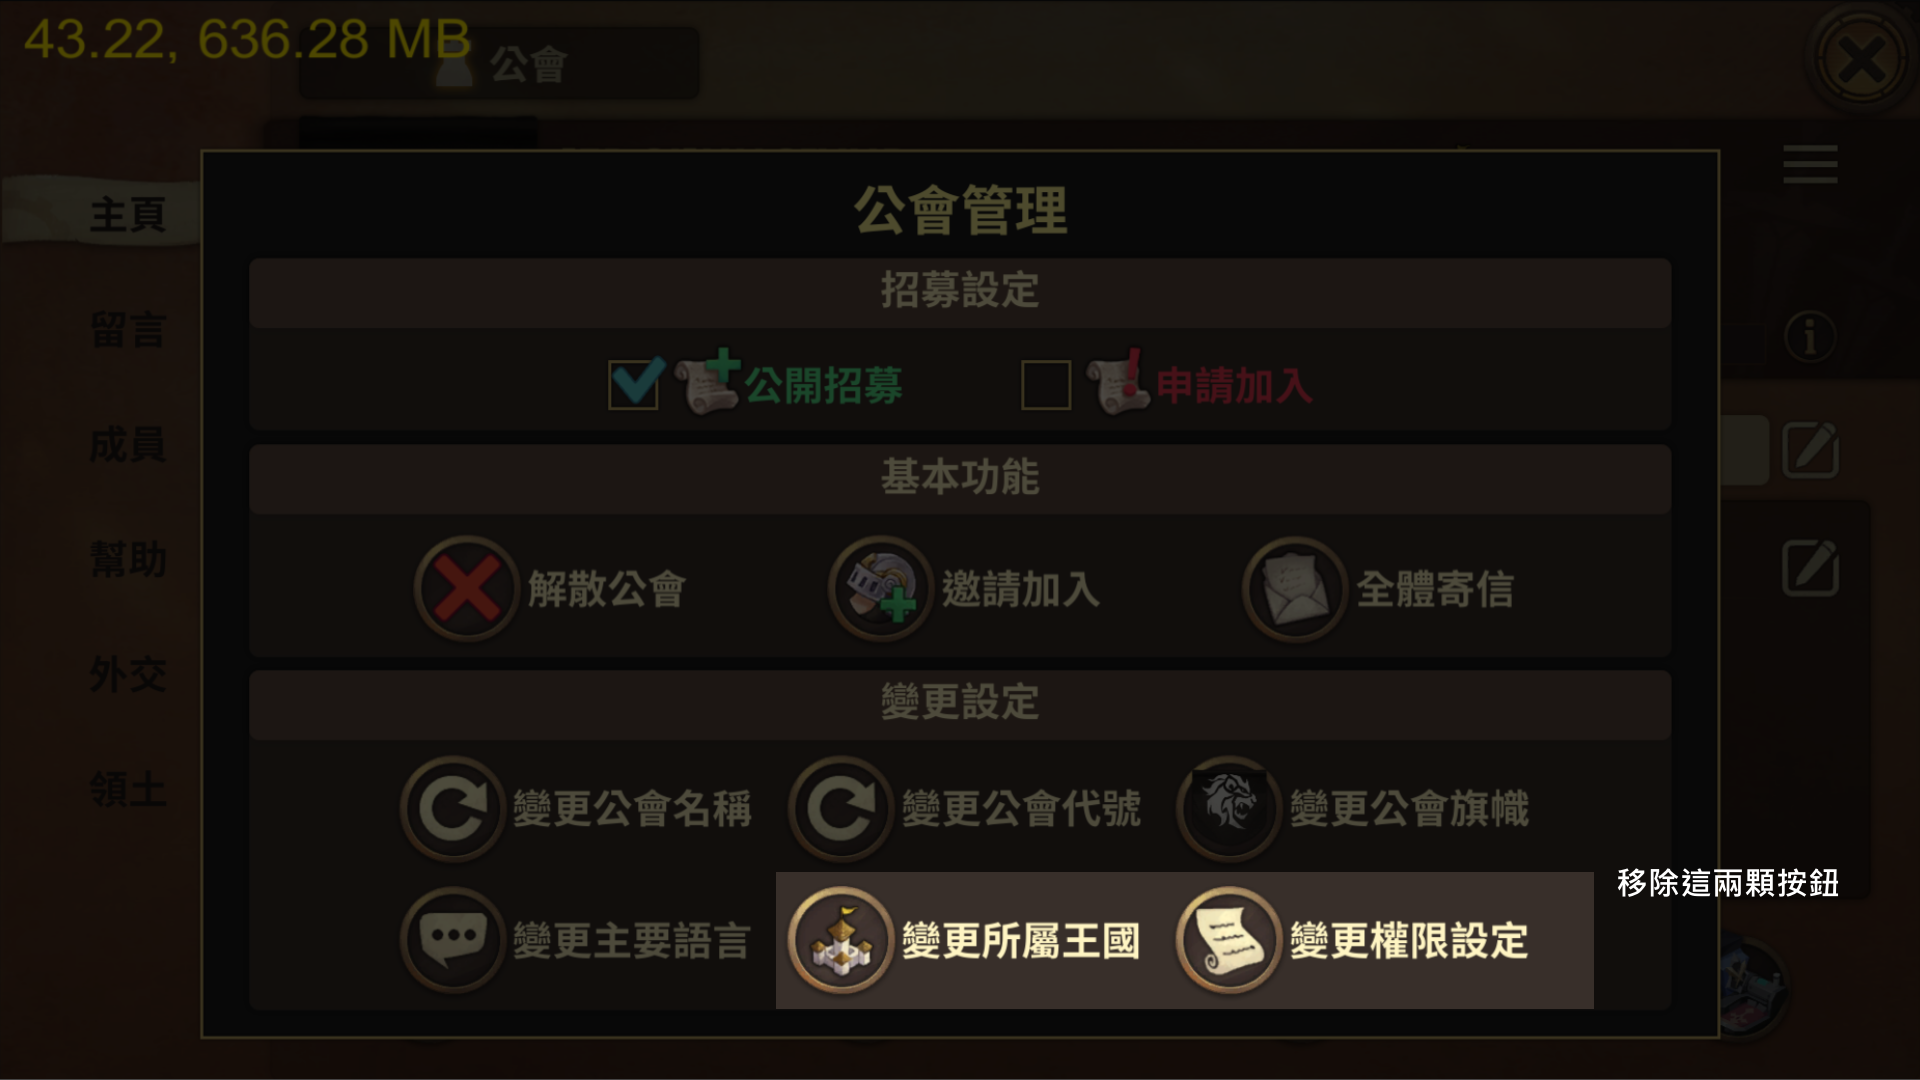 43.22, 636.28 MB
公會
主頁
留言
成員
幫助
外交
領土
公會管理
招募設定
公開招募
申請加入
基本功能
解散公會
邀請加入
全體寄信
變更設定
變更公會名稱
變更公會代號
變更公會旗幟
變更主要語言
變更所屬王國
變更權限設定
移除這兩顆按鈕